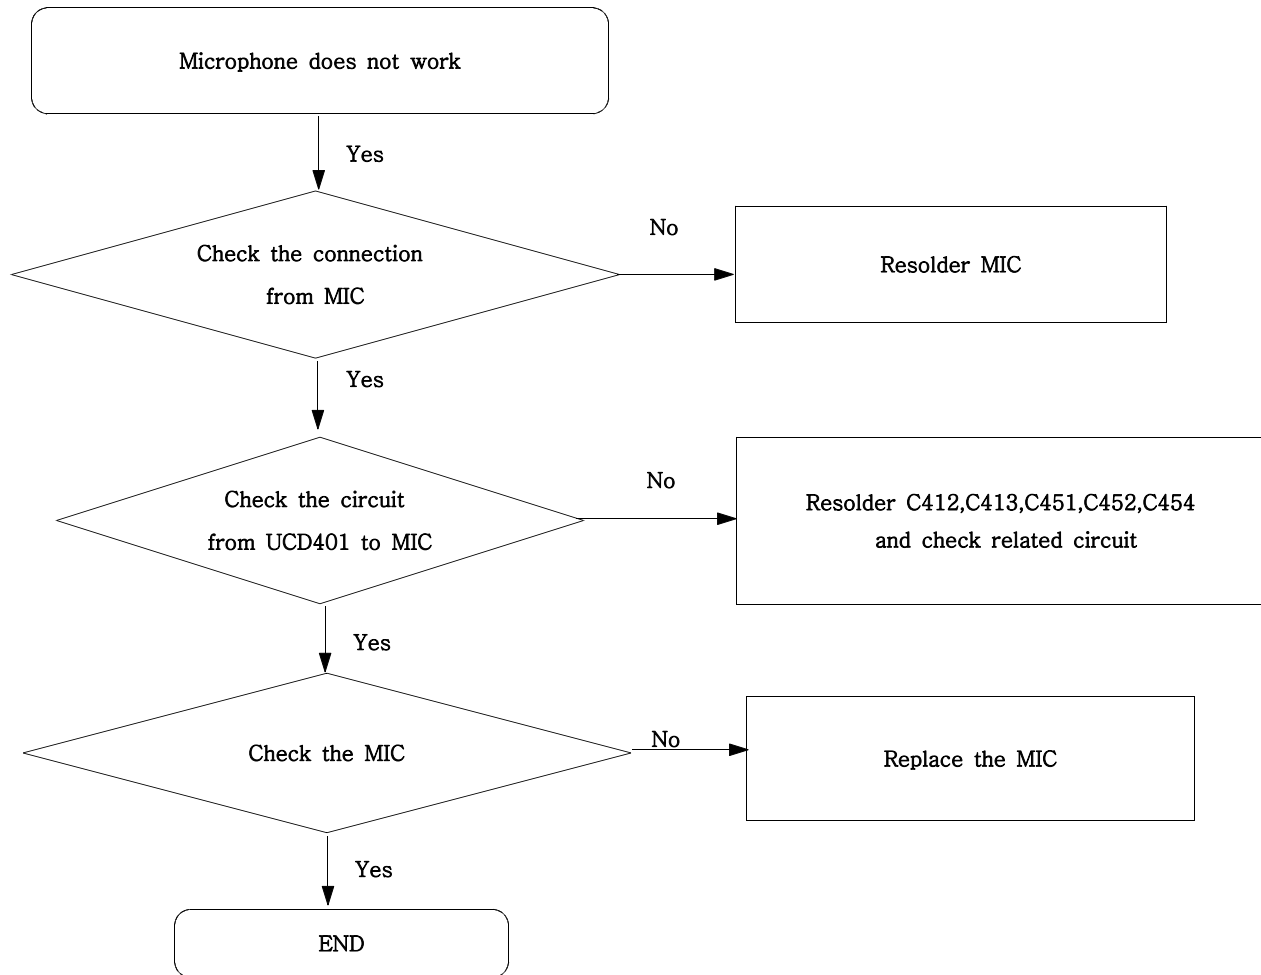 Microphone does not work
Yes
Check the connection
from MIC
No
Resolder MIC
Yes
Check the circuit
from UCD401 to MIC
No
Resolder C412,C413,C451,C452,C454
and check related circuit
Yes
Check the MIC
No
Replace the MIC
Yes
END